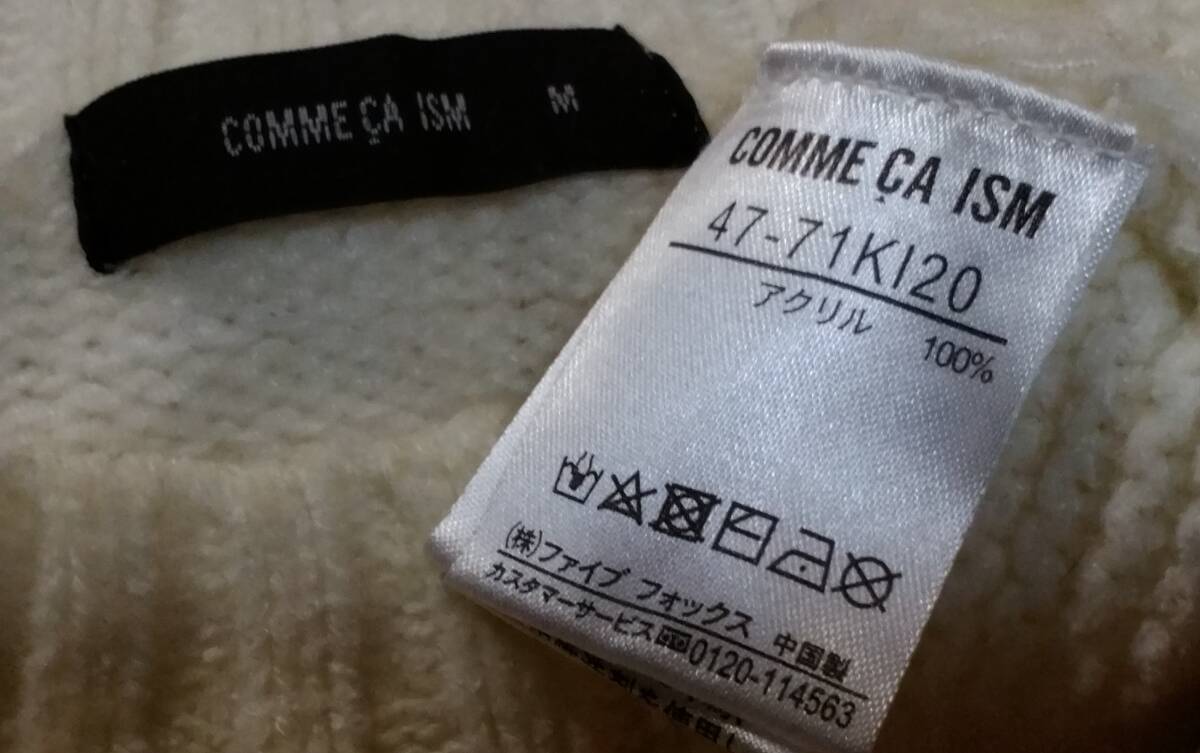 COMME ÇA ISM M
COMME ÇA ISM
47-71KI20
アクリル 100%
(株)ファイブ フォックス 中国製
カスタマーサービス 0120-114563